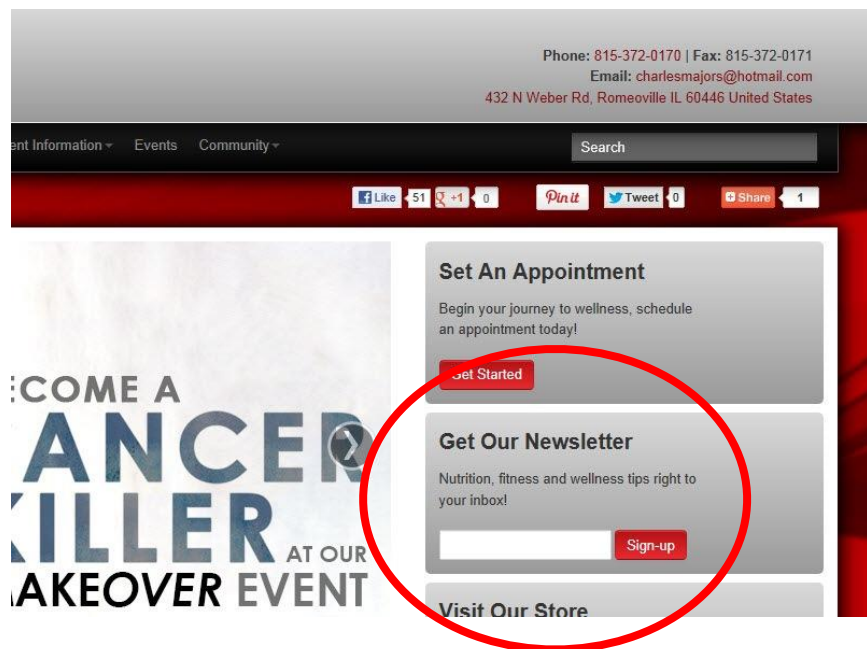 Phone: 815-372-0170 | Fax: 815-372-0171
Email: charlesmajors@hotmail.com
432 N Weber Rd, Romeoville IL 60446 United States
ent Information Events Community
Search
Like 51 +1 0 Pin it Tweet 0 Share 1
Set An Appointment
Begin your journey to wellness, schedule
an appointment today!
Get Started
ECOME A
ANCER
KILLER AT OUR
MAKEOVER EVENT
Get Our Newsletter
Nutrition, fitness and wellness tips right to
your inbox!
Sign-up
Visit Our Store